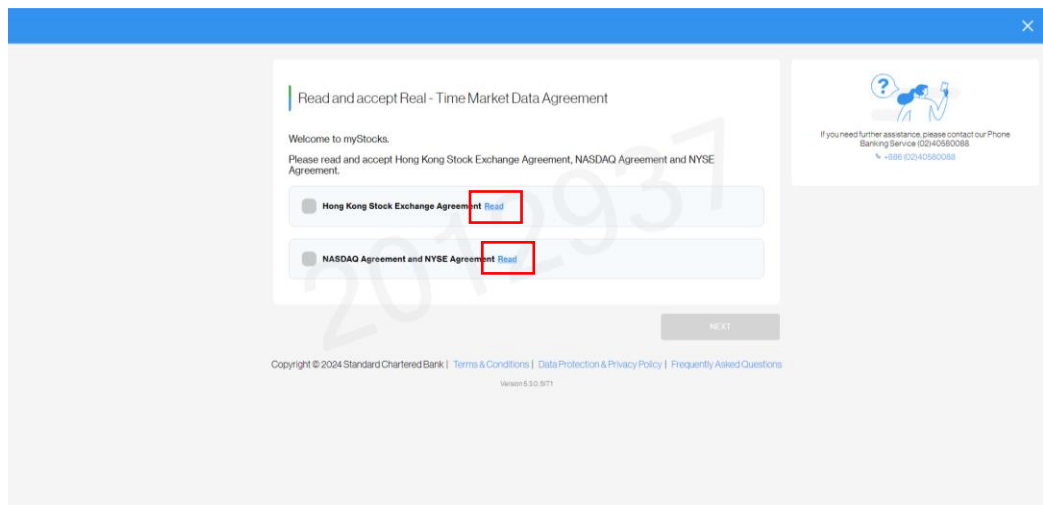 Read and accept Real - Time Market Data Agreement
Welcome to myStocks.
Please read and accept Hong Kong Stock Exchange Agreement, NASDAQ Agreement and NYSE
Agreement.
Hong Kong Stock Exchange Agreement Read
NASDAQ Agreement and NYSE Agreement Read
2012937
NEXT
?
If you need further assistance, please contact our Phone
Banking Service (02)40580088.
+886 (02)40580088
Copyright © 2024 Standard Chartered Bank | Terms & Conditions | Data Protection & Privacy Policy | Frequently Asked Questions